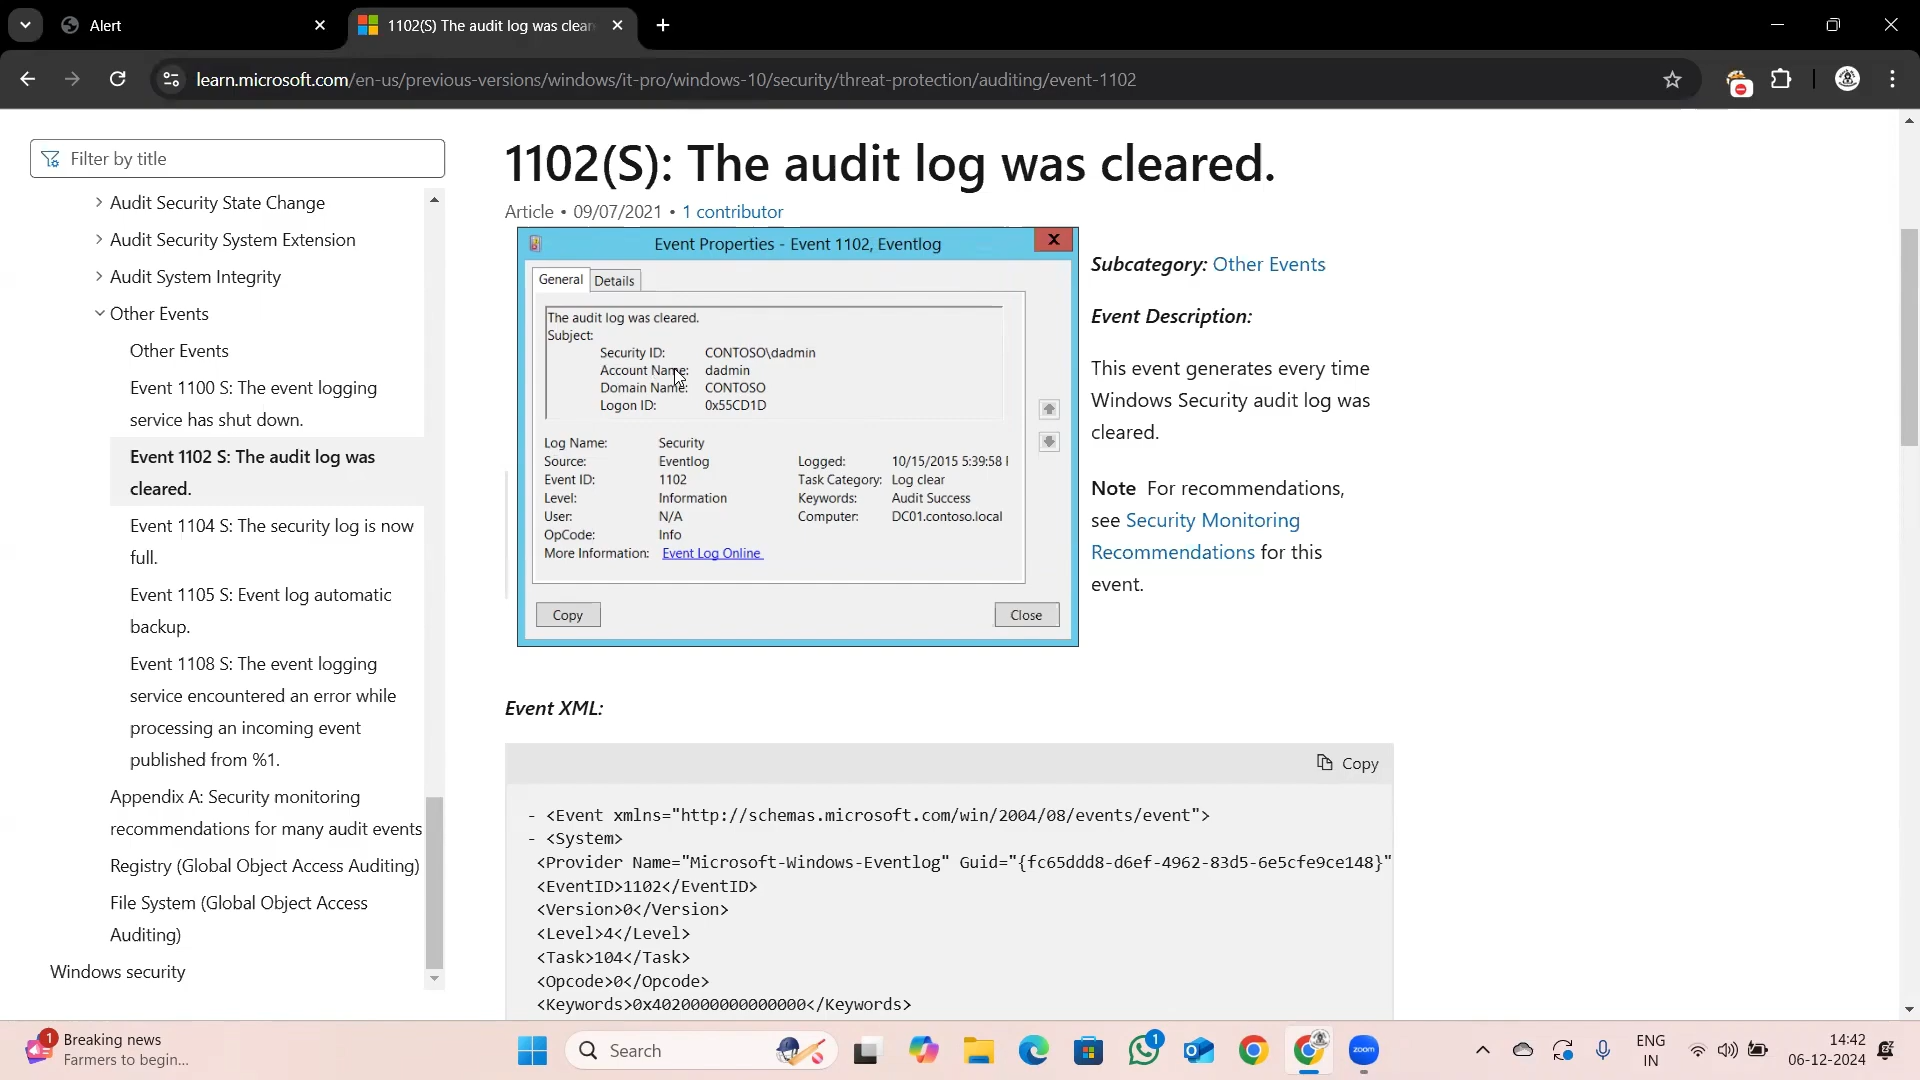 Alert
1102(S) The audit log was clear
learn.microsoft.com/en-us/previous-versions/windows/it-pro/windows-10/security/threat-protection/auditing/event-1102
Filter by title
Audit Security State Change
Audit Security System Extension
Audit System Integrity
Other Events
Other Events
Event 1100 S: The event logging
service has shut down.
Event 1102 S: The audit log was
cleared.
Event 1104 S: The security log is now
full.
Event 1105 S: Event log automatic
backup.
Event 1108 S: The event logging
service encountered an error while
processing an incoming event
published from %1.
Appendix A: Security monitoring
recommendations for many audit events
Registry (Global Object Access Auditing)
File System (Global Object Access
Auditing)
Windows security
1102(S): The audit log was cleared.
Article • 09/07/2021 • 1 contributor
Event Properties - Event 1102, Eventlog
X
General Details
The audit log was cleared.
Subject:
Security ID: CONTOSO\dadmin
Account Name: dadmin
Domain Name: CONTOSO
Logon ID: 0x55CD1D
Log Name: Security
Source: Eventlog Logged: 10/15/2015 5:39:58
Event ID: 1102 Task Category: Log clear
Level: Information Keywords: Audit Success
User: N/A Computer: DC01.contoso.local
OpCode: Info
More Information: Event Log Online
Copy Close
Subcategory: Other Events
Event Description:
This event generates every time
Windows Security audit log was
cleared.
Note For recommendations,
see Security Monitoring
Recommendations for this
event.
Event XML:
Copy
- <Event xmlns="http://schemas.microsoft.com/win/2004/08/events/event">
- <System>
<Provider Name="Microsoft-Windows-Eventlog" Guid="{fc65ddd8-d6ef-4962-83d5-6e5cfe9ce148}"
<EventID>1102</EventID>
<Version>0</Version>
<Level>4</Level>
<Task>104</Task>
<Opcode>0</Opcode>
<Keywords>0x4020000000000000</Keywords>
1
Breaking news
Farmers to begin...
Search
1
zoom
ENG
IN
14:42
06-12-2024